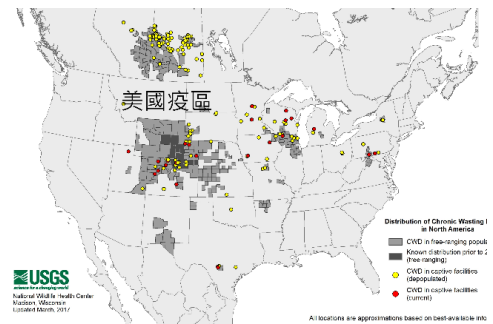 美國疫區
Distribution of Chronic Wasting
in North America
CWD in free-ranging popula
Known distribution prior to 2
(free-ranging)
CWD in captive facilities
(depopulated)
CWD in captive facilities
(current)
USGS
science for a changing world
National Wildlife Health Center
Madison, Wisconsin
Updated March, 2017
All locations are approximations based on best-available info